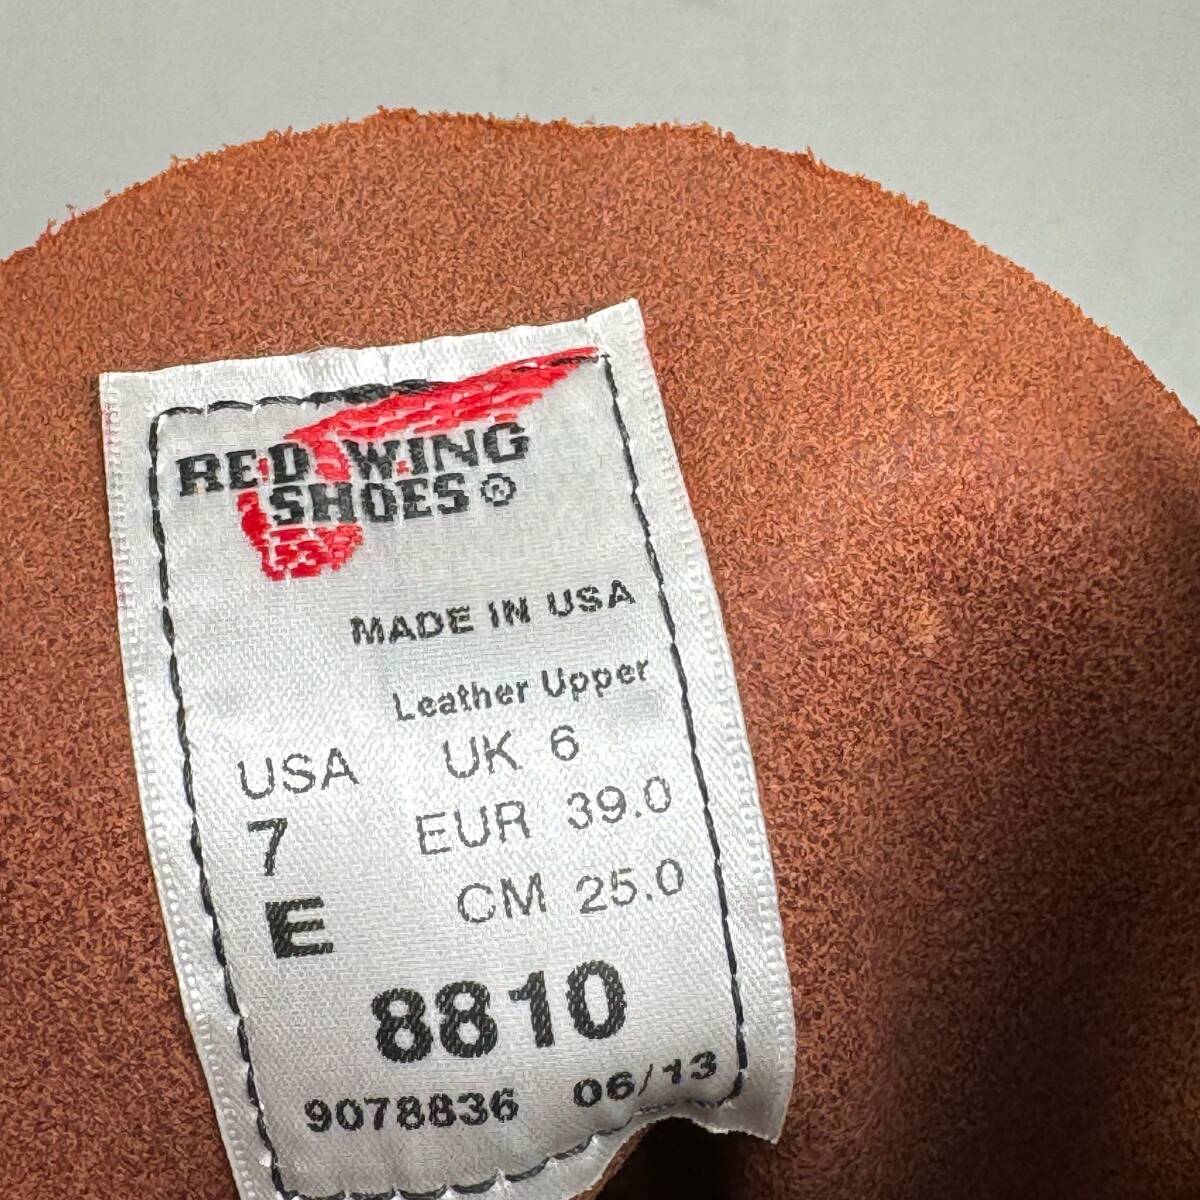 RED WING
SHOES®
MADE IN USA
Leather Upper
USA UK 6
7 EUR 39.0
E CM 25.0
8810
9078836 06/13